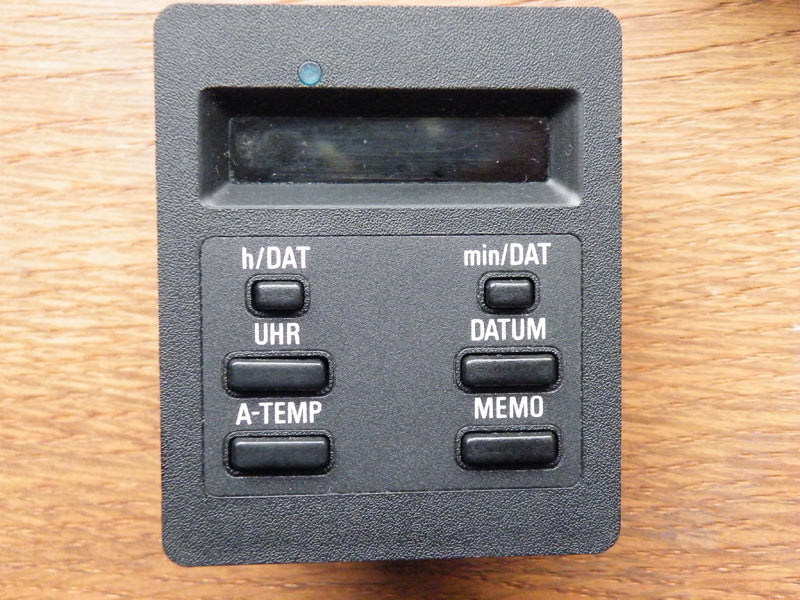 h/DAT min/DAT
UHR DATUM
A-TEMP MEMO